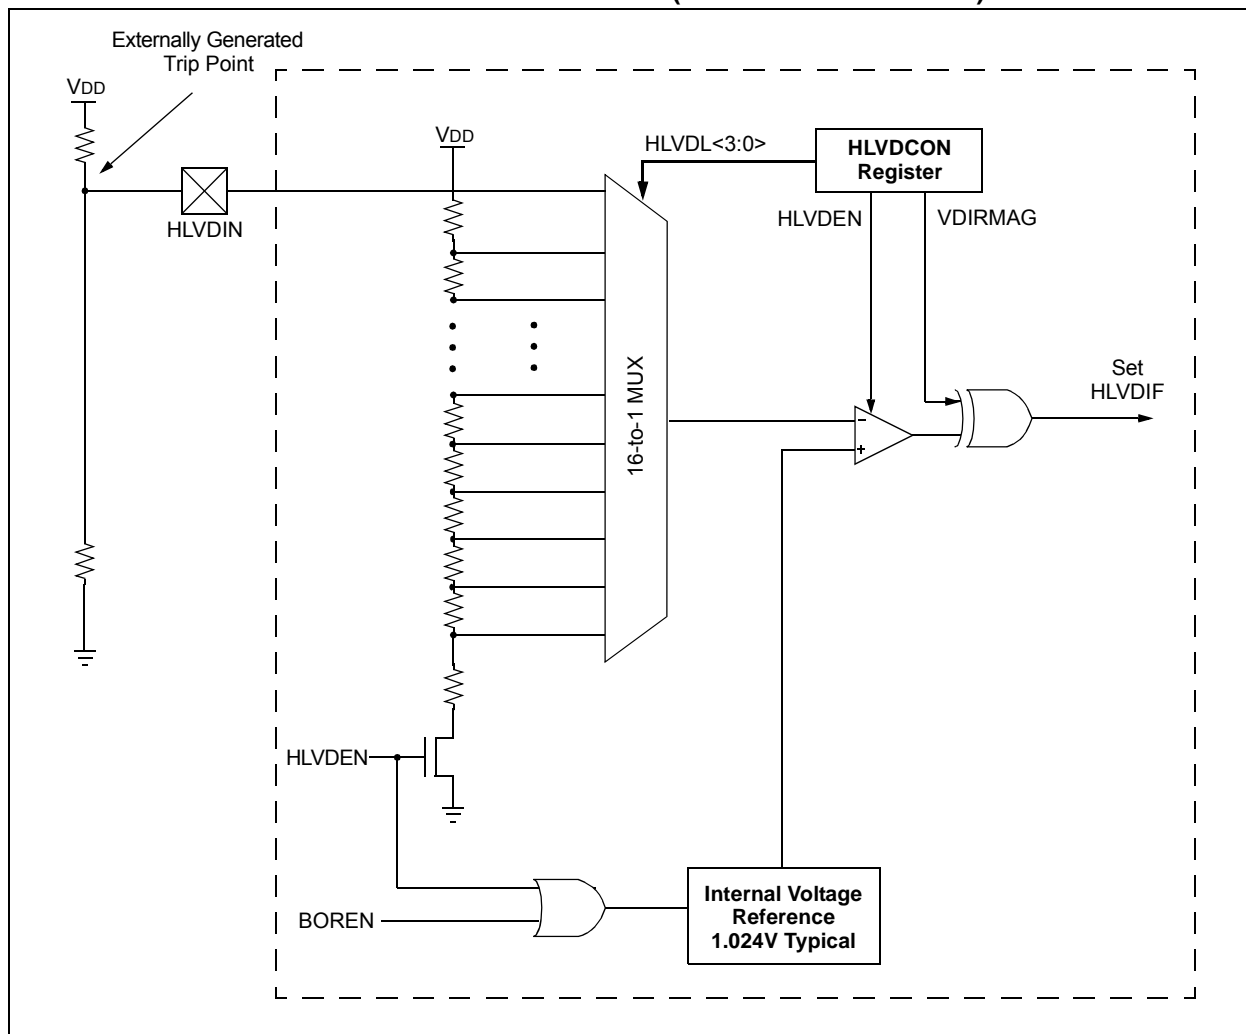 Externally Generated
Trip Point
VDD
VDD
HLVDL<3:0>
HLVDCON
Register
HLVDIN
HLVDEN
VDIRMAG
16-to-1 MUX
Set
HLVDIF
–
+
HLVDEN
BOREN
Internal Voltage
Reference
1.024V Typical